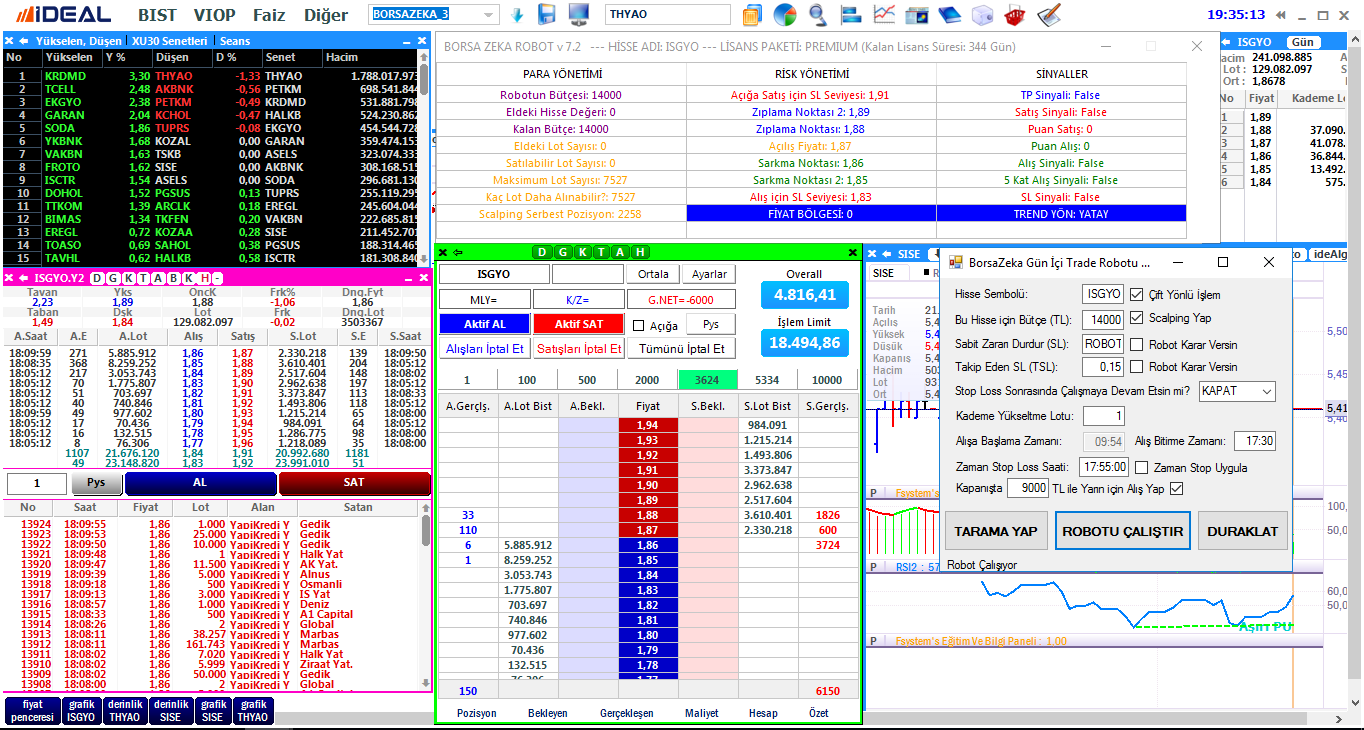 iDEAL BIST VIOP Faiz Diğer BORSAZEKA_3 THYAO 19:35:13
Yükselen, Düşen XU30 Senetleri Seans
No Yükselen Y % Düşen D % Senet Hacim
1 KRDMD 3,30 THYAO -1,33 THYAO 1.788.017.973
2 TCELL 2,48 AKBNK -0,56 PETKM 698.541.844
3 EKGYO 2,38 PETKM -0,49 KRDMD 531.881.798
4 GARAN 2,04 KCHOL -0,47 HALKB 524.230.862
5 SODA 1,86 TUPRS -0,08 EKGYO 454.544.728
6 YKBNK 1,68 KOZAL 0,00 GARAN 359.474.153
7 VAKBN 1,63 TSKB 0,00 ASELS 323.074.333
8 FROTO 1,62 SISE 0,00 AKBNK 308.168.515
9 ISCTR 1,54 ASELS 0,00 SODA 296.681.130
10 DOHOL 1,52 PGSUS 0,13 TUPRS 255.119.295
11 TTKOM 1,39 ARCLK 0,18 EREGL 245.604.044
12 BIMAS 1,34 TKFEN 0,20 VAKBN 222.685.815
13 EREGL 0,72 KOZAA 0,28 SISE 211.452.701
14 TOASO 0,69 SAHOL 0,38 PGSUS 188.314.465
15 TAVHL 0,62 HALKB 0,58 ISCTR 181.308.840
BORSA ZEKA ROBOT v 7.2 --- HİSSE ADI: ISGYO --- LİSANS PAKETİ: PREMIUM (Kalan Lisans Süresi: 344 Gün)
PARA YÖNETİMİ RİSK YÖNETİMİ SİNYALLER
Robotun Bütçesi: 14000 Açığa Satış için SL Seviyesi: 1,91 TP Sinyali: False
Eldeki Hisse Değeri: 0 Zıplama Noktası 2: 1,89 Satış Sinyali: False
Kalan Bütçe: 14000 Zıplama Noktası: 1,88 Puan Satış: 0
Eldeki Lot Sayısı: 0 Açılış Fiyatı: 1,87 Puan Alış: 0
Satılabilir Lot Sayısı: 0 Sarkma Noktası: 1,86 Alış Sinyali: False
Maksimum Lot Sayısı: 7527 Sarkma Noktası 2: 1,85 5 Kat Alış Sinyali: False
Kaç Lot Daha Alınabilir?: 7527 Alış için SL Seviyesi: 1,83 SL Sinyali: False
Scalping Serbest Pozisyon: 2258 FİYAT BÖLGESİ: 0 TREND YÖN: YATAY
ISGYO Gün
acim 241.098.885
Lot : 129.082.097
Ort : 1,8678
No Fiyat Kademe L
1 1,89
2 1,88 37.090.
3 1,87 41.078.
4 1,86 36.844.
5 1,85 13.492.
6 1,84 575.
ISGYO.Y2 D G K T A B K H -
Tavan Yks OncK Frk% Dng.Fyt
2,23 1,89 1,88 -1,06 1,86
Taban Dşk Lot Frk Dng.Lot
1,49 1,84 129.082.097 -0,02 3503367
A.Saat A.E A.Lot Alış Satış S.Lot S.E S.Saat
18:09:59 271 5.885.912 1,86 1,87 2.330.218 139 18:09:50
18:08:35 368 8.259.252 1,85 1,88 3.610.401 204 18:05:12
18:05:12 217 3.053.743 1,84 1,89 2.517.604 148 18:08:02
18:05:12 70 1.775.807 1,83 1,90 2.962.638 197 18:05:12
18:05:12 51 703.697 1,82 1,91 3.373.847 113 18:08:33
18:05:12 40 740.846 1,81 1,92 1.493.806 118 18:05:12
18:09:59 49 977.602 1,80 1,93 1.215.214 65 18:08:00
18:05:12 17 70.436 1,79 1,94 984.091 64 18:05:12
18:05:12 16 132.515 1,78 1,95 1.286.775 98 18:08:00
18:05:12 8 76.306 1,77 1,96 1.218.089 35 18:08:00
1107 21.676.120 1,84 1,91 20.992.680 1181
49 23.148.820 1,83 1,92 23.991.010 51
1 Pys AL SAT
No Saat Fiyat Lot Alan Satan
13924 18:09:55 1,86 1.000 YapiKredi Y Gedik
13923 18:09:53 1,86 25.000 YapiKredi Y Gedik
13922 18:09:50 1,86 10.000 YapiKredi Y Gedik
13921 18:09:48 1,86 1 YapiKredi Y Halk Yat
13920 18:09:47 1,86 11.500 YapiKredi Y AK Yat.
13919 18:09:39 1,86 5.000 YapiKredi Y Alnus
13918 18:09:18 1,86 500 YapiKredi Y Osmanli
13917 18:09:13 1,86 3.000 YapiKredi Y IS Yat
13916 18:08:57 1,86 1.000 YapiKredi Y Deniz
13915 18:08:33 1,86 500 YapiKredi Y A1 Capital
13914 18:08:26 1,86 2 YapiKredi Y Global
13913 18:08:11 1,86 38.257 YapiKredi Y Marbas
13912 18:08:11 1,86 161.743 YapiKredi Y Marbas
13911 18:08:02 1,86 7.020 YapiKredi Y Halk Yat
13910 18:08:02 1,86 5.999 YapiKredi Y Ziraat Yat.
13909 18:08:02 1,86 50.000 YapiKredi Y Gedik
13908 18:08:00 1,86 2 YapiKredi Y Global
fiyat penceresi grafik ISGYO derinlik THYAO derinlik SISE grafik SISE grafik THYAO
D G K T A H
ISGYO Ortala Ayarlar Overall
MLY= K/Z= G.NET= -6000 4.816,41
Aktif AL Aktif SAT Açığa Pys İşlem Limit
Alışları İptal Et Satışları İptal Et Tümünü İptal Et 18.494,86
1 100 500 2000 3624 5334 10000
A.Gerçlş. A.Lot Bist A.Bekl. Fiyat S.Bekl. S.Lot Bist S.Gerçlş.
1,94 984.091
1,93 1.215.214
1,92 1.493.806
1,91 3.373.847
1,90 2.962.638
1,89 2.517.604
33 1,88 3.610.401 1826
110 1,87 2.330.218 600
6 5.885.912 1,86 3724
1 8.259.252 1,85
3.053.743 1,84
1.775.807 1,83
703.697 1,82
740.846 1,81
977.602 1,80
70.436 1,79
132.515 1,78
76.306 1,77
150 6150
Pozisyon Bekleyen Gerçekleşen Maliyet Hesap Özet
SISE
SISE
Tarih 21
Açılış 5,4
Yüksek 5,4
Düşük 5,4
Kapanış 5,4
Hacim 503
Lot 93
Ort 5,4
ideAlg
5,50
5,45
5,41
BorsaZeka Gün İçi Trade Robotu ...
Hisse Sembolü: ISGYO Çift Yönlü İşlem
Bu Hisse için Bütçe (TL): 14000 Scalping Yap
Sabit Zararı Durdur (SL): ROBOT Robot Karar Versin
Takip Eden SL (TSL): 0,15 Robot Karar Versin
Stop Loss Sonrasında Çalışmaya Devam Etsin mi? KAPAT
Kademe Yükseltme Lotu: 1
Alışa Başlama Zamanı: 09:54 Alış Bitirme Zamanı: 17:30
Zaman Stop Loss Saati: 17:55:00 Zaman Stop Uygula
Kapanışta 9000 TL ile Yarın için Alış Yap
TARAMA YAP ROBOTU ÇALIŞTIR DURAKLAT
Robot Çalışıyor
P Fsystem's
100,
50,0
P RSI2 : 57
60,0
50,0
Aşırı PU
P Fsystem's Eğitim Ve Bilgi Paneli : 1.00